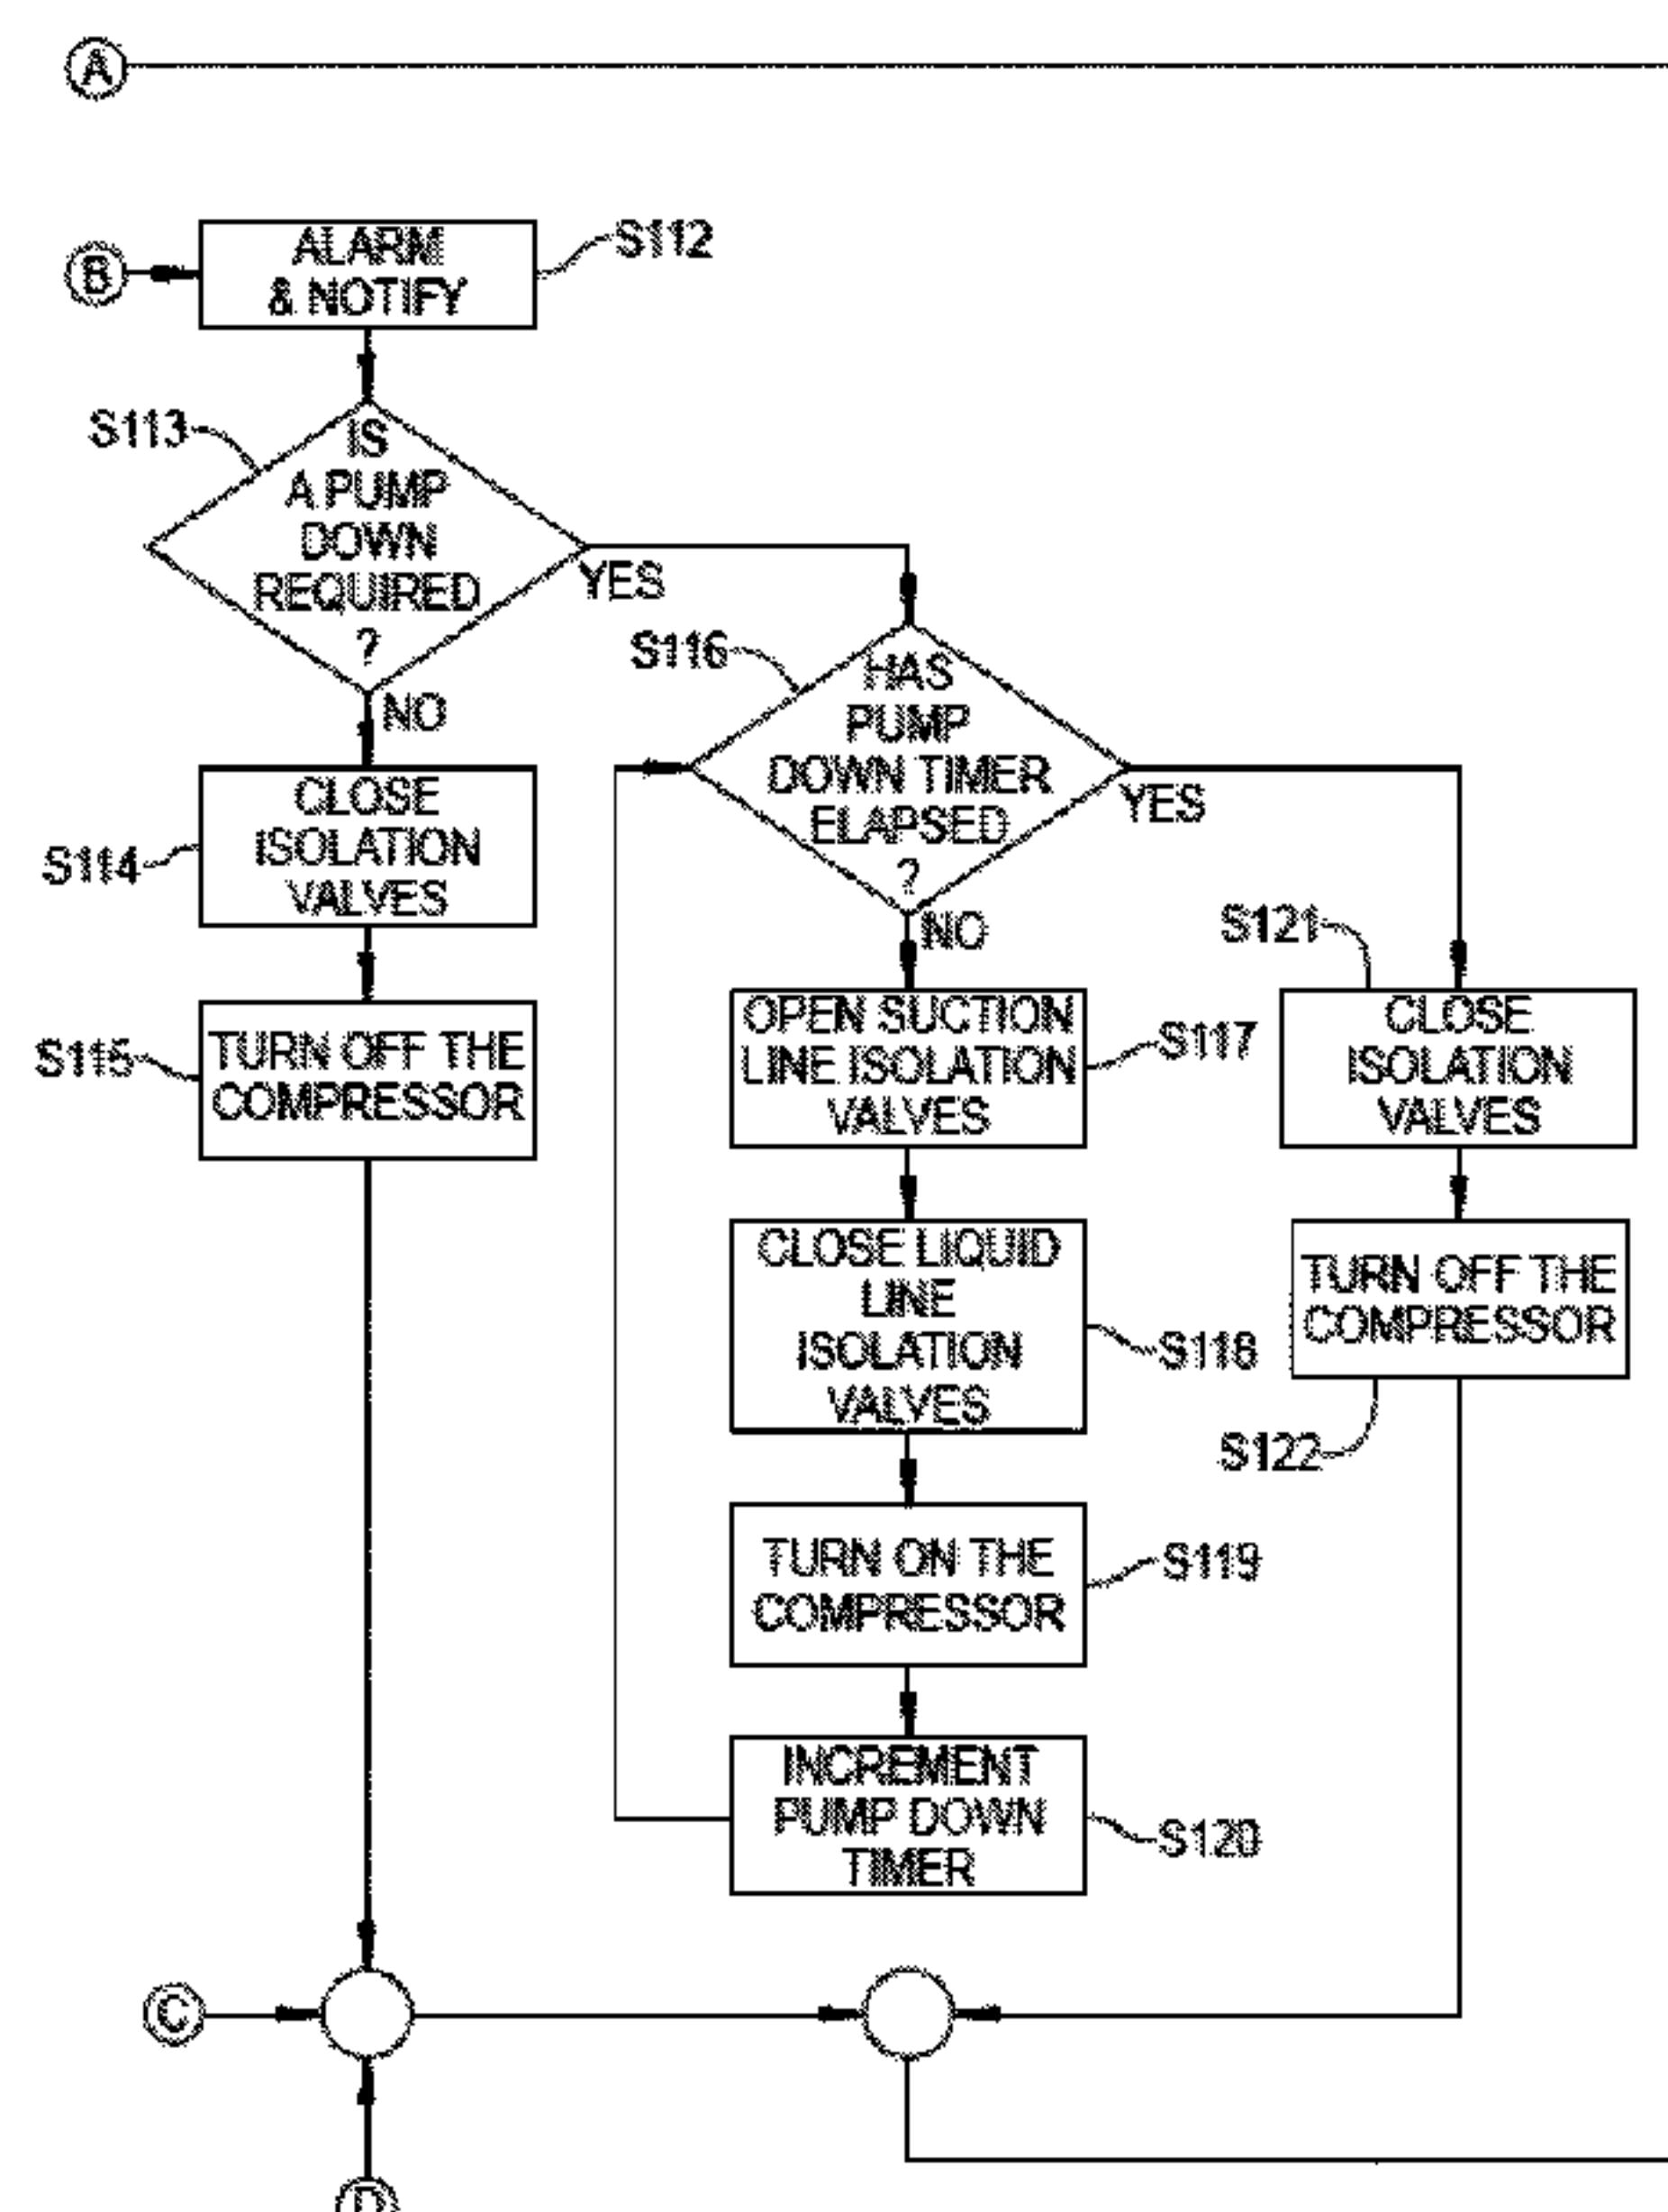 A
B
ALARM
& NOTIFY
S112
S113
IS
A PUMP
DOWN
REQUIRED
?
YES
NO
S114
CLOSE
ISOLATION
VALVES
S115
TURN OFF THE
COMPRESSOR
S116
HAS
PUMP
DOWN TIMER
ELAPSED
?
YES
NO
OPEN SUCTION
LINE ISOLATION
VALVES
S117
CLOSE LIQUID
LINE
ISOLATION
VALVES
S118
TURN ON THE
COMPRESSOR
S119
INCREMENT
PUMP DOWN
TIMER
S120
S121
CLOSE
ISOLATION
VALVES
TURN OFF THE
COMPRESSOR
S122
C
D